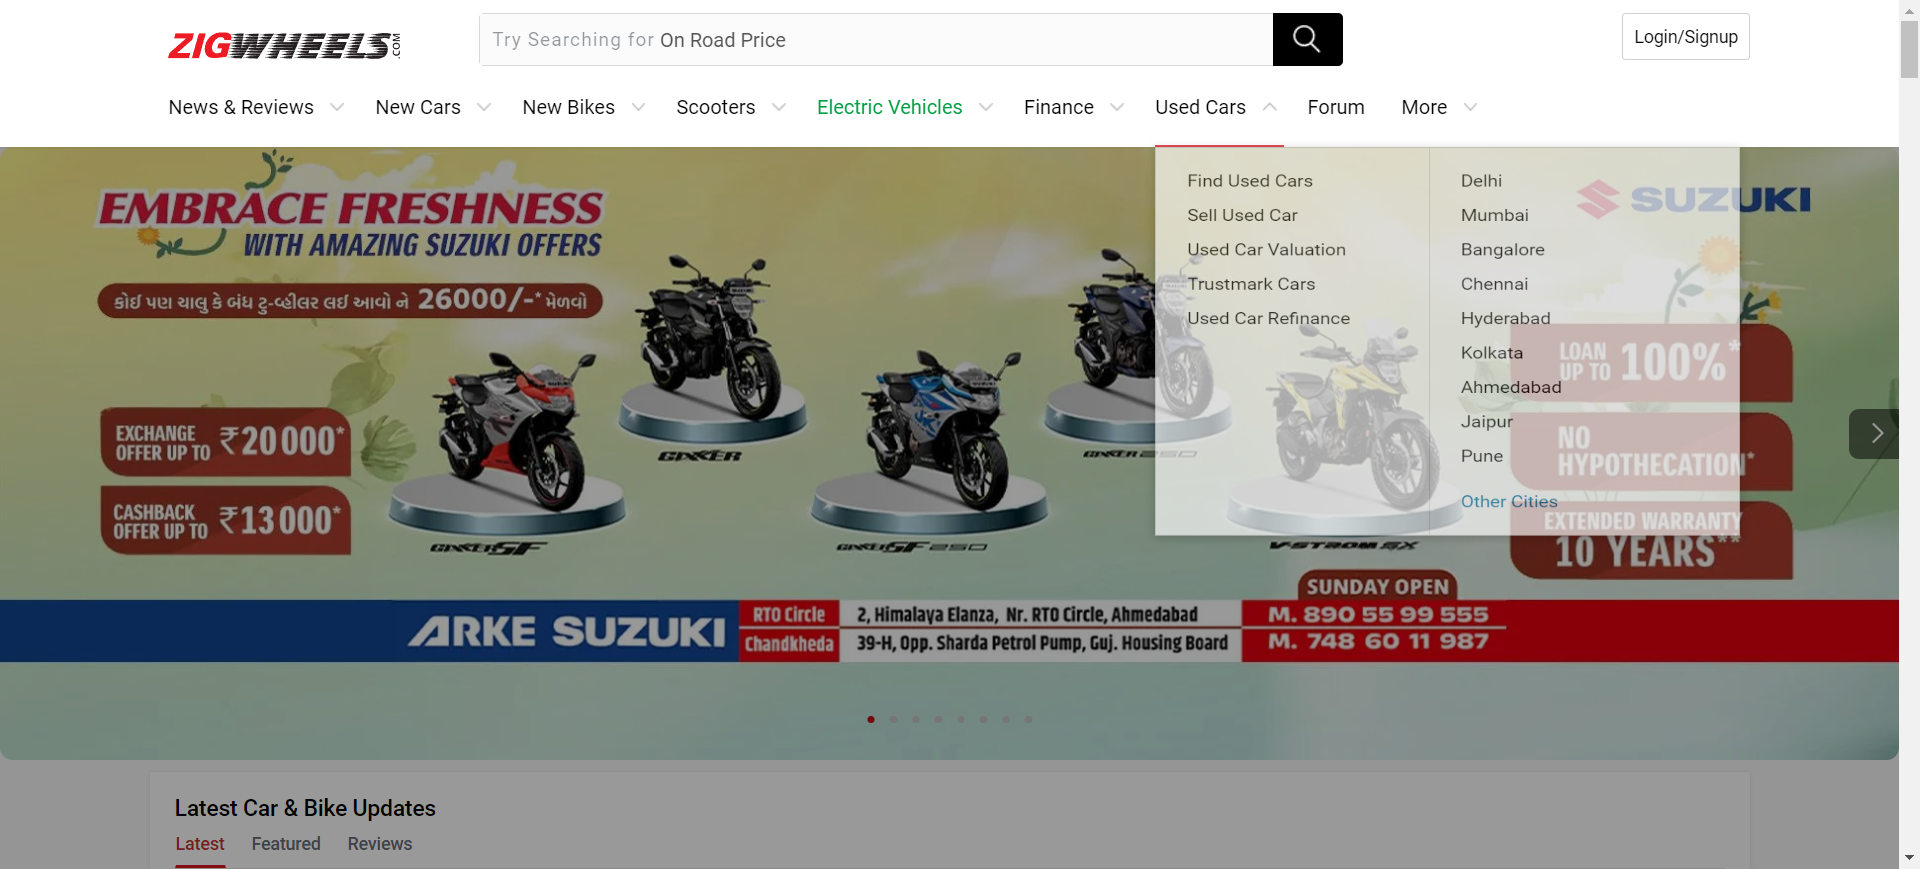 ZIGWHEELS.COM
Try Searching for On Road Price
Login/Signup
News & Reviews
New Cars
New Bikes
Scooters
Electric Vehicles
Finance
Used Cars
Forum
More
Find Used Cars
Sell Used Car
Used Car Valuation
Trustmark Cars
Used Car Refinance
Delhi
Mumbai
Bangalore
Chennai
Hyderabad
Kolkata
Ahmedabad
Jaipur
Pune
Other Cities
EMBRACE FRESHNESS
WITH AMAZING SUZUKI OFFERS
કોઈ પણ ચાલુ કે બંધ ટુ-વ્હીલર લઈ આવો ને 26000/-* મેળવો
SUZUKI
EXCHANGE
OFFER UP TO ₹20000*
CASHBACK
OFFER UP TO ₹13000*
GIXXER
GIXXER 250
GIXXER SF
GIXXER SF 250
V-STROM SX
LOAN
UP TO 100%*
NO
HYPOTHECATION*
EXTENDED WARRANTY
10 YEARS**
SUNDAY OPEN
ARKE SUZUKI
RTO Circle
2, Himalaya Elanza, Nr. RTO Circle, Ahmedabad
M. 890 55 99 555
Chandkheda
39-H, Opp. Sharda Petrol Pump, Guj. Housing Board
M. 748 60 11 987
Latest Car & Bike Updates
Latest
Featured
Reviews